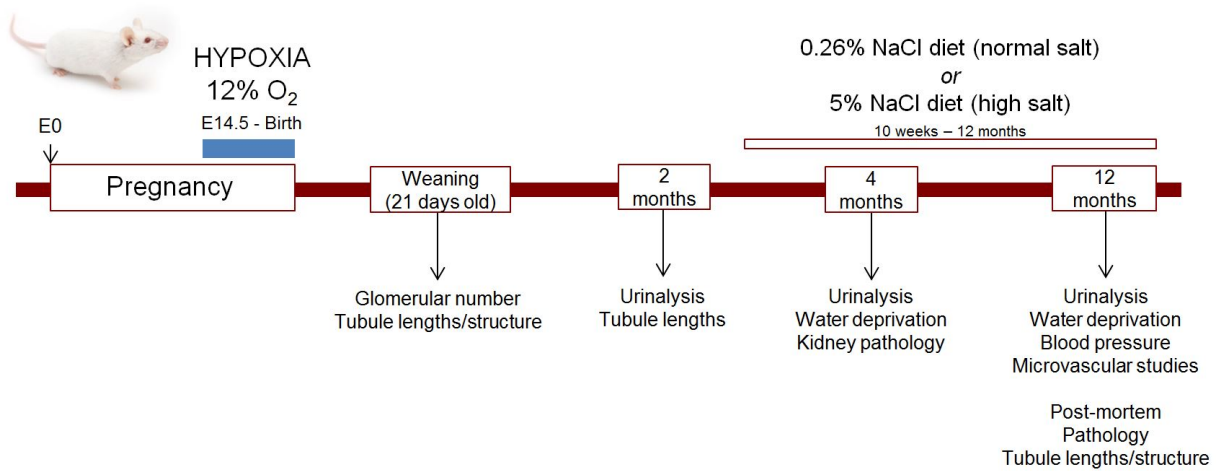 HYPOXIA
12% O₂
E14.5 - Birth
E0
0.26% NaCl diet (normal salt)
or
5% NaCl diet (high salt)
10 weeks – 12 months
Pregnancy
Weaning
(21 days old)
2
months
4
months
12
months
Glomerular number
Tubule lengths/structure
Urinalysis
Tubule lengths
Urinalysis
Water deprivation
Kidney pathology
Urinalysis
Water deprivation
Blood pressure
Microvascular studies
Post-mortem
Pathology
Tubule lengths/structure